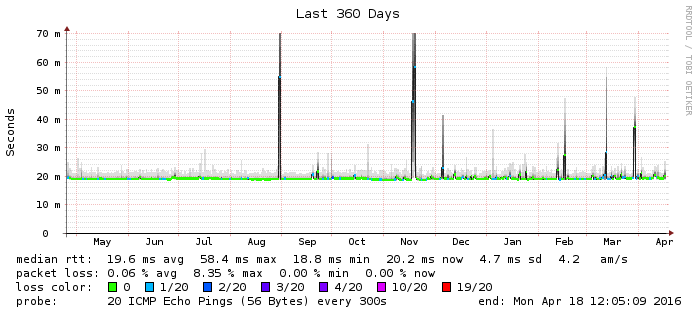 Last 360 Days
RRDTOOL / TOBI OETIKER
Seconds
70 m
60 m
50 m
40 m
30 m
20 m
10 m
0
May Jun Jul Aug Sep Oct Nov Dec Jan Feb Mar Apr
median rtt: 19.6 ms avg 58.4 ms max 18.8 ms min 20.2 ms now 4.7 ms sd 4.2 am/s
packet loss: 0.06 % avg 8.35 % max 0.00 % min 0.00 % now
loss color: 0 1/20 2/20 3/20 4/20 10/20 19/20
probe: 20 ICMP Echo Pings (56 Bytes) every 300s end: Mon Apr 18 12:05:09 2016